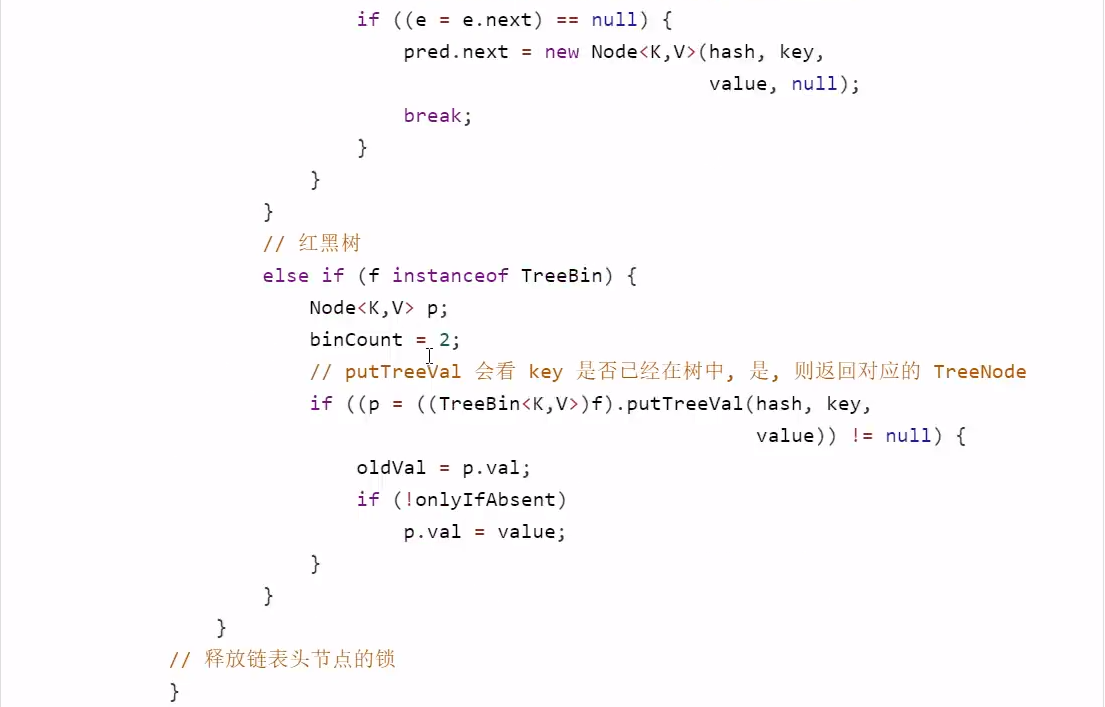 if ((e = e.next) == null) {
pred.next = new Node<K,V>(hash, key,
value, null);
break;
}
}
}
// 红黑树
else if (f instanceof TreeBin) {
Node<K,V> p;
binCount = 2;
// putTreeVal 会看 key 是否已经在树中, 是, 则返回对应的 TreeNode
if ((p = ((TreeBin<K,V>)f).putTreeVal(hash, key,
value)) != null) {
oldVal = p.val;
if (!onlyIfAbsent)
p.val = value;
}
}
}
// 释放链表头节点的锁
}